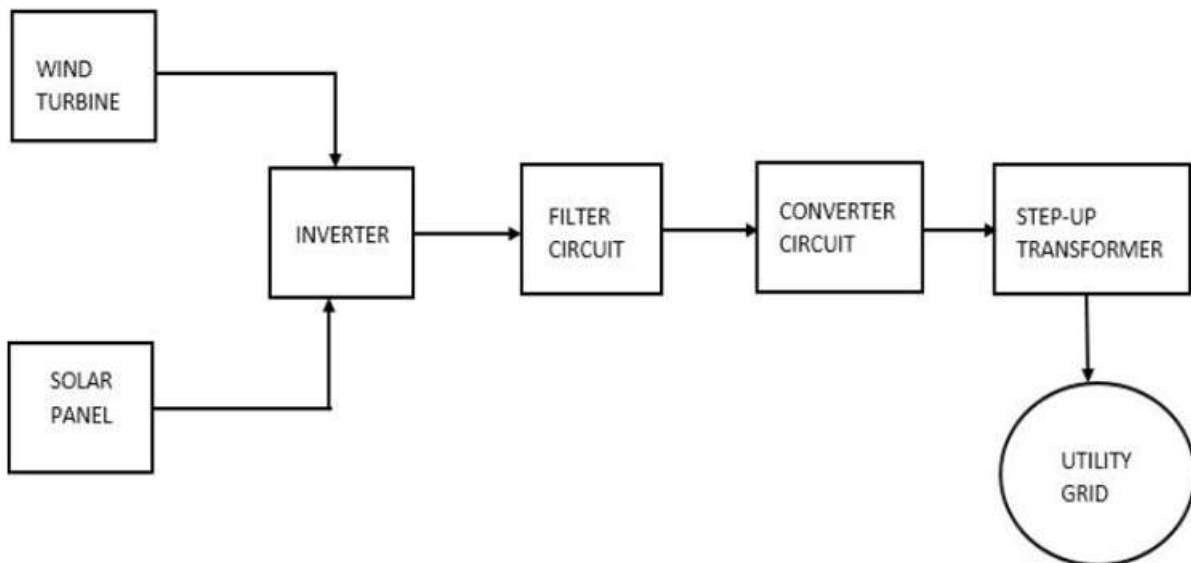 WIND
TURBINE
INVERTER
FILTER
CIRCUIT
CONVERTER
CIRCUIT
STEP-UP
TRANSFORMER
SOLAR
PANEL
UTILITY
GRID